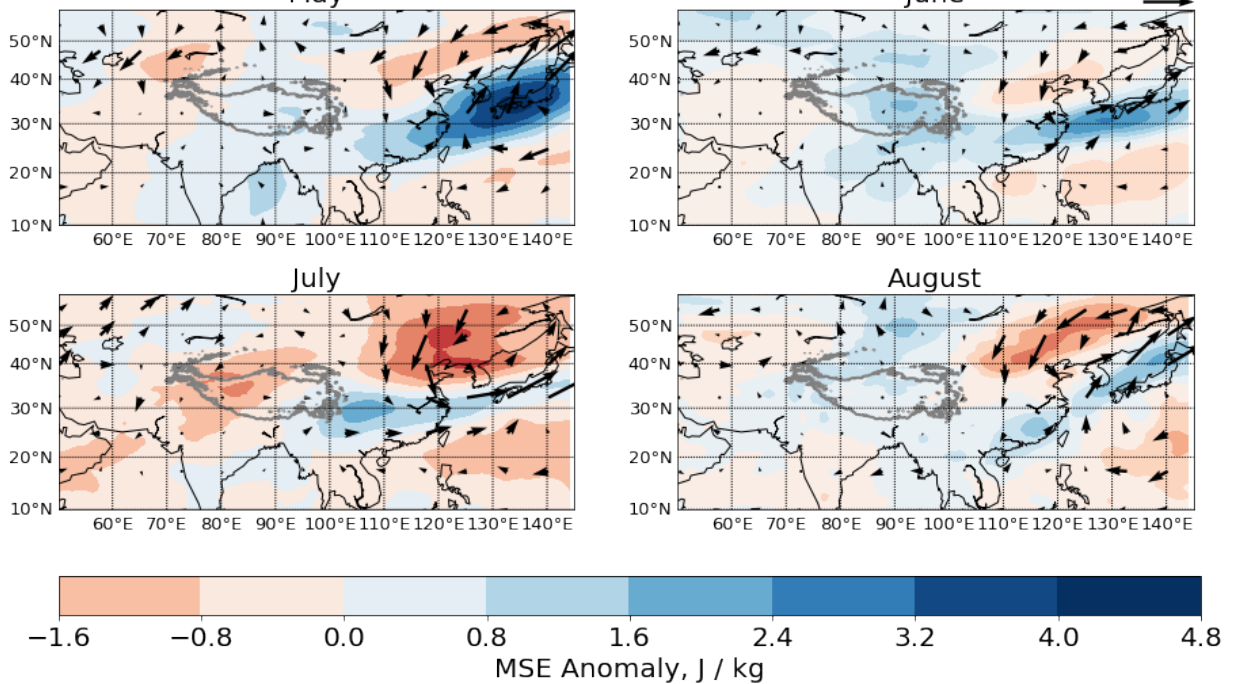 May June
50°N 50°N
40°N 40°N
30°N 30°N
20°N 20°N
10°N 10°N
60°E 70°E 80°E 90°E 100°E 110°E 120°E 130°E 140°E 60°E 70°E 80°E 90°E 100°E 110°E 120°E 130°E 140°E
July August
50°N 50°N
40°N 40°N
30°N 30°N
20°N 20°N
10°N 10°N
60°E 70°E 80°E 90°E 100°E 110°E 120°E 130°E 140°E 60°E 70°E 80°E 90°E 100°E 110°E 120°E 130°E 140°E
−1.6 −0.8 0.0 0.8 1.6 2.4 3.2 4.0 4.8
MSE Anomaly, J / kg